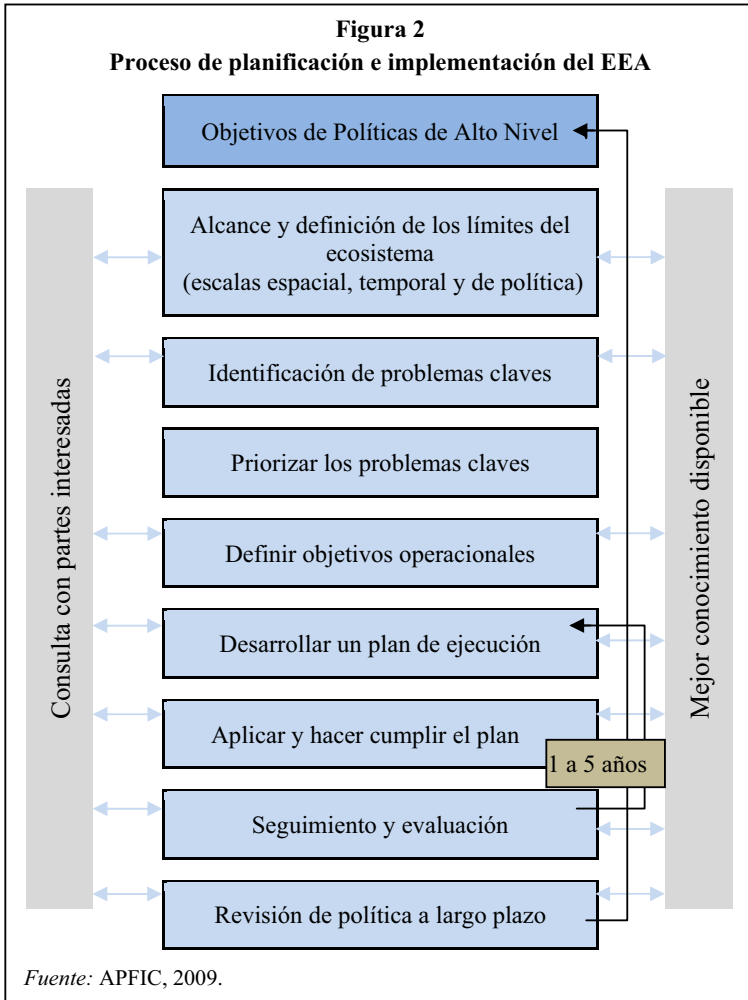 Figura 2
Proceso de planificación e implementación del EEA
Objetivos de Políticas de Alto Nivel
Alcance y definición de los límites del
ecosistema
(escalas espacial, temporal y de política)
Identificación de problemas claves
Priorizar los problemas claves
Definir objetivos operacionales
Desarrollar un plan de ejecución
Aplicar y hacer cumplir el plan
1 a 5 años
Seguimiento y evaluación
Revisión de política a largo plazo
Consulta con partes interesadas
Mejor conocimiento disponible
Fuente: APFIC, 2009.